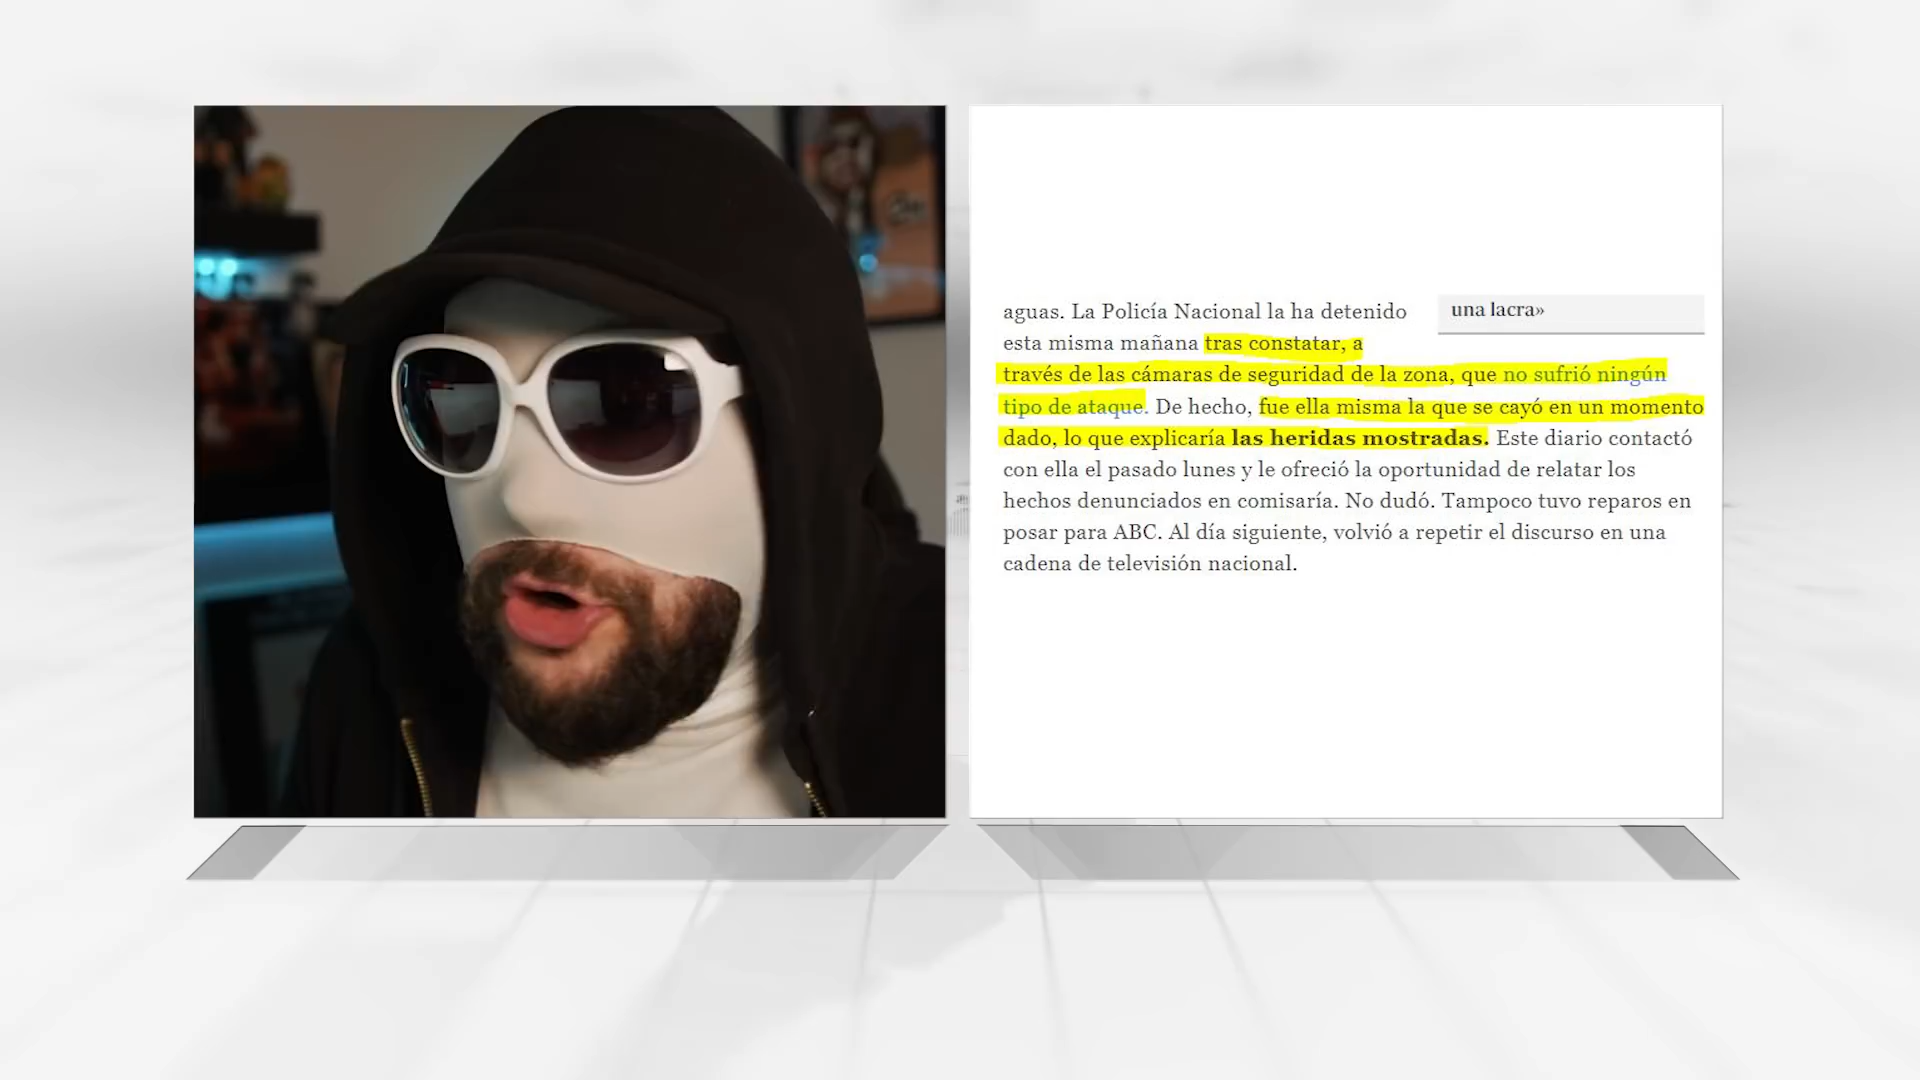 aguas. La Policía Nacional la ha detenido
una lacra»
esta misma mañana tras constatar, a
través de las cámaras de seguridad de la zona, que no sufrió ningún
tipo de ataque. De hecho, fue ella misma la que se cayó en un momento
dado, lo que explicaría las heridas mostradas. Este diario contactó
con ella el pasado lunes y le ofreció la oportunidad de relatar los
hechos denunciados en comisaría. No dudó. Tampoco tuvo reparos en
posar para ABC. Al día siguiente, volvió a repetir el discurso en una
cadena de televisión nacional.